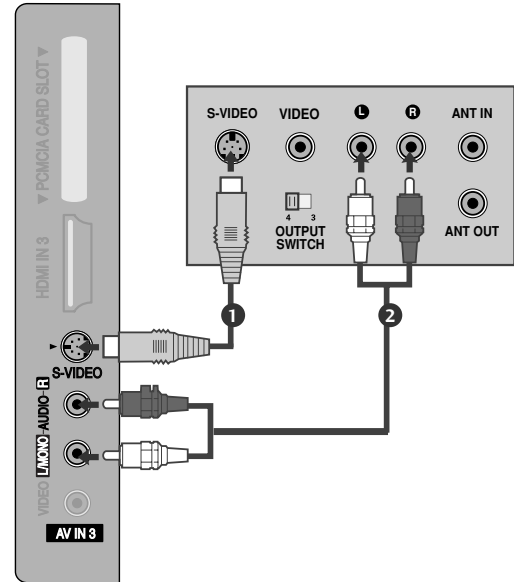 ▼ PCMCIA CARD SLOT ▼
HDMI IN 3
S-VIDEO
VIDEO L/MONO-AUDIO-R
AV IN 3
S-VIDEO VIDEO L R ANT IN
4 3
OUTPUT
SWITCH
ANT OUT
1
2